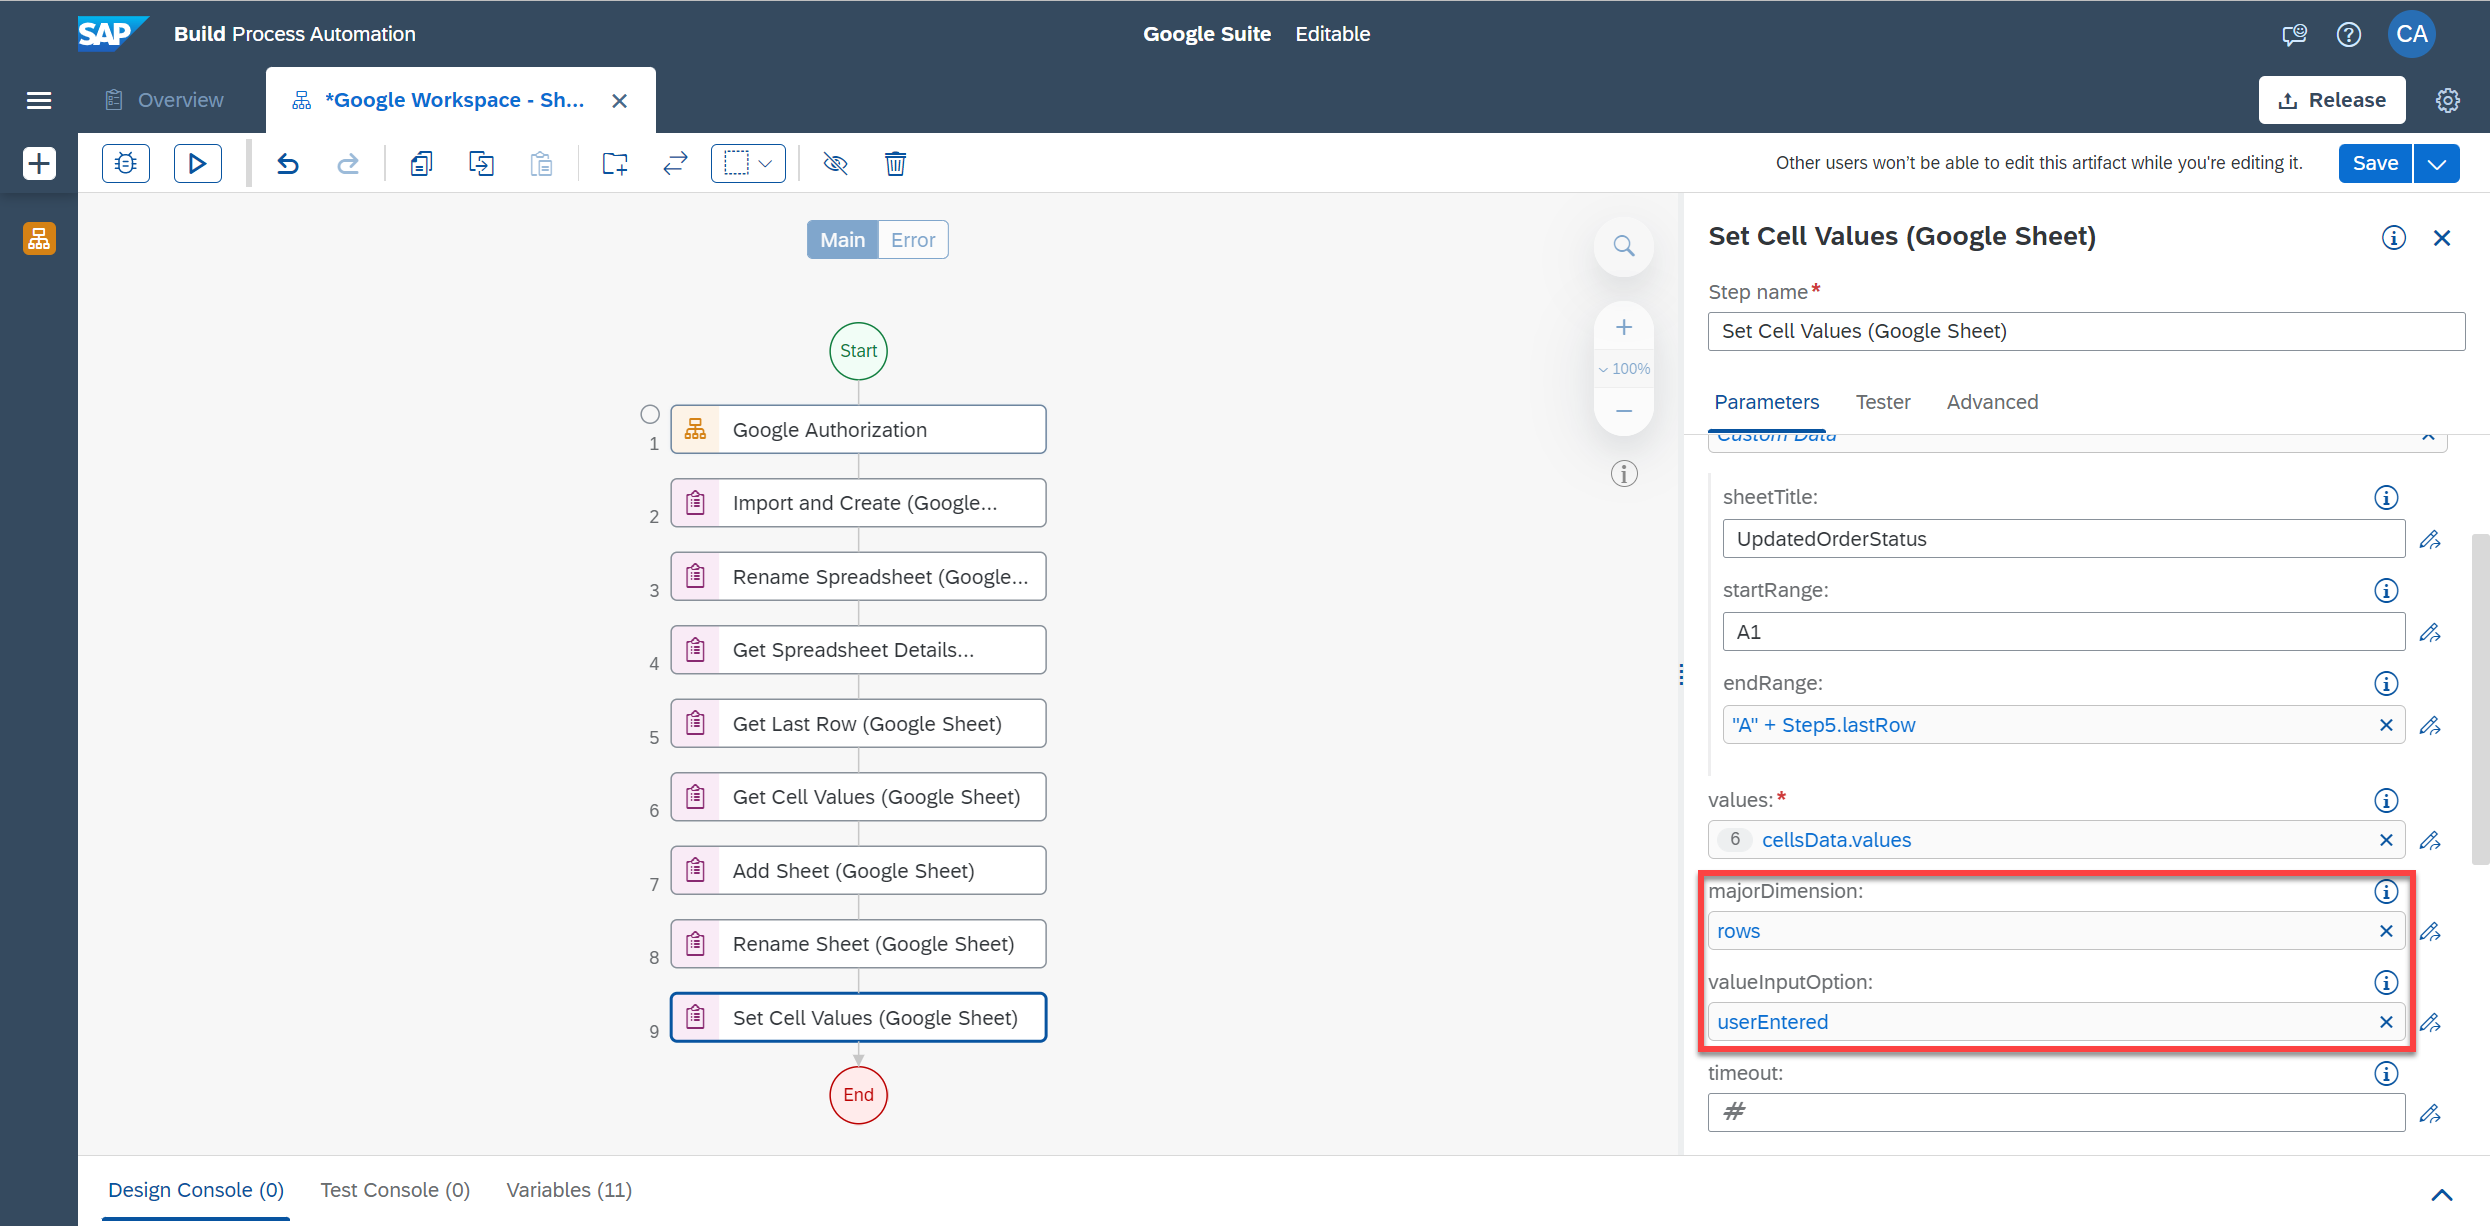 SAP Build Process Automation
Google Suite Editable
CA
Overview
*Google Workspace - Sh...
Release
Other users won't be able to edit this artifact while you're editing it.
Save
Main Error
100%
Start
1 Google Authorization
2 Import and Create (Google...
3 Rename Spreadsheet (Google...
4 Get Spreadsheet Details...
5 Get Last Row (Google Sheet)
6 Get Cell Values (Google Sheet)
7 Add Sheet (Google Sheet)
8 Rename Sheet (Google Sheet)
9 Set Cell Values (Google Sheet)
End
Set Cell Values (Google Sheet)
Step name*
Set Cell Values (Google Sheet)
Parameters Tester Advanced
Custom Data
sheetTitle:
UpdatedOrderStatus
startRange:
A1
endRange:
"A" + Step5.lastRow
values:*
6 cellsData.values
majorDimension:
rows
valueInputOption:
userEntered
timeout:
#
Design Console (0) Test Console (0) Variables (11)